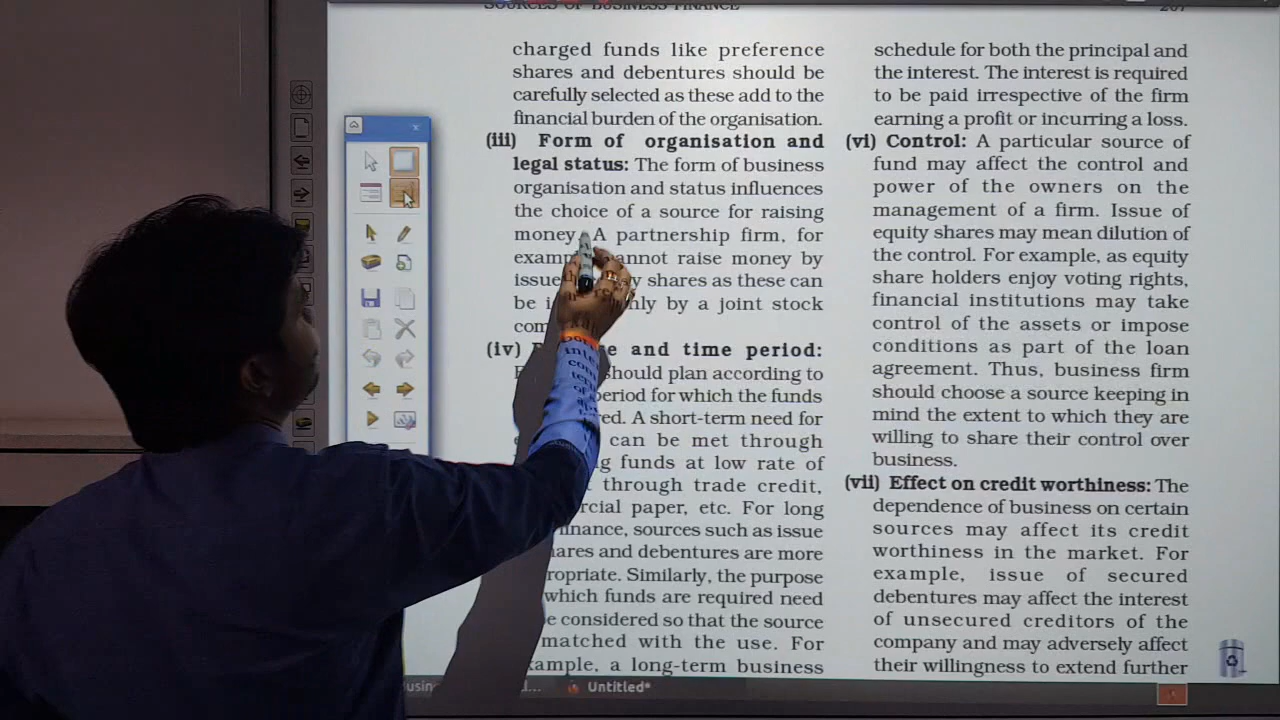 SOURCES OF BUSINESS FINANCE
207
charged funds like preference
shares and debentures should be
carefully selected as these add to the
financial burden of the organisation.
(iii) Form of organisation and
legal status: The form of business
organisation and status influences
the choice of a source for raising
money. A partnership firm, for
cannot raise money by
issue shares as these can
be only by a joint stock
(iv) and time period:
should plan according to
period for which the funds
A short-term need for
can be met through
funds at low rate of
through trade credit,
paper, etc. For long
finance, sources such as issue
shares and debentures are more
Similarly, the purpose
which funds are required need
be considered so that the source
matched with the use. For
example, a long-term business
schedule for both the principal and
the interest. The interest is required
to be paid irrespective of the firm
earning a profit or incurring a loss.
(vi) Control: A particular source of
fund may affect the control and
power of the owners on the
management of a firm. Issue of
equity shares may mean dilution of
the control. For example, as equity
share holders enjoy voting rights,
financial institutions may take
control of the assets or impose
conditions as part of the loan
agreement. Thus, business firm
should choose a source keeping in
mind the extent to which they are
willing to share their control over
business.
(vii) Effect on credit worthiness: The
dependence of business on certain
sources may affect its credit
worthiness in the market. For
example, issue of secured
debentures may affect the interest
of unsecured creditors of the
company and may adversely affect
their willingness to extend further
Untitled*